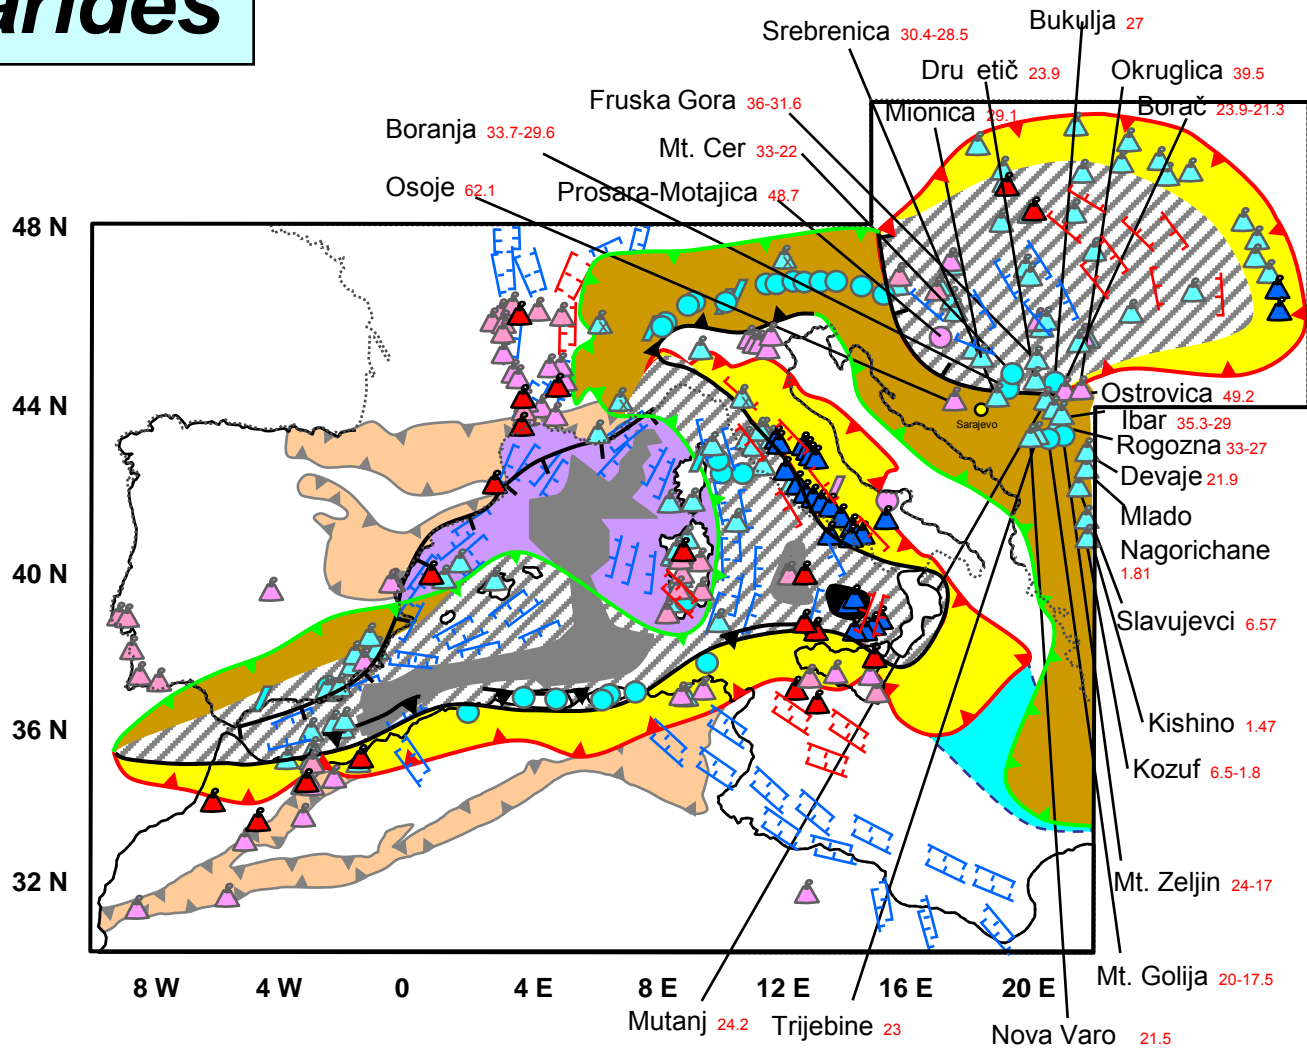 Bukulja 27
Srebrenica 30.4-28.5
Dru etič 23.9
Okruglica 39.5
Fruska Gora 36-31.6
Mionica 29.1
Borač 23.9-21.3
Boranja 33.7-29.6
Mt. Cer 33-22
Osoje 62.1
Prosara-Motajica 48.7
48 N
44 N
Ostrovica 49.2
Sarajevo
Ibar 35.3-29
Rogozna 33-27
Devaje 21.9
Mlado
Nagorichane
1.81
40 N
Slavujevci 6.57
36 N
Kishino 1.47
Kozuf 6.5-1.8
32 N
Mt. Zeljin 24-17
Mt. Golija 20-17.5
8 W 4 W 0 4 E 8 E 12 E 16 E 20 E
Mutanj 24.2
Trijebine 23
Nova Varo 21.5